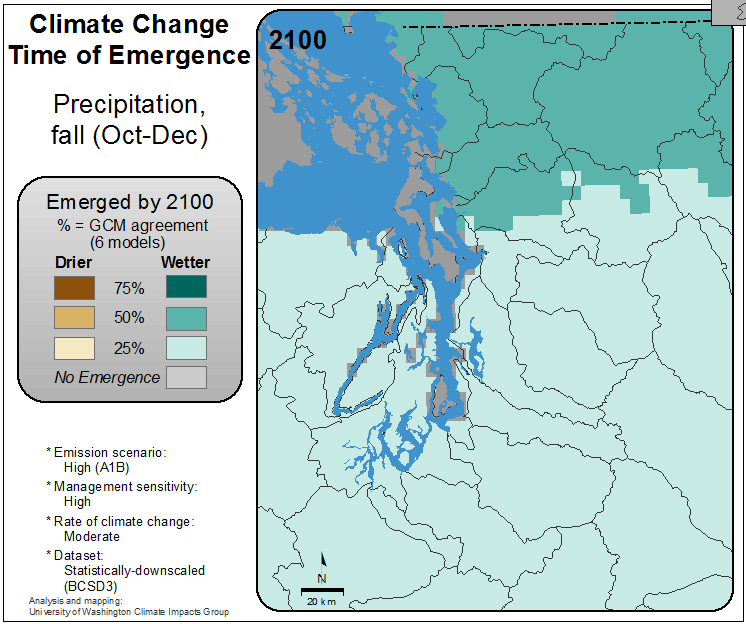 Climate Change
Time of Emergence
Precipitation,
fall (Oct-Dec)
Emerged by 2100
% = GCM agreement
(6 models)
Drier Wetter
75%
50%
25%
No Emergence
* Emission scenario:
High (A1B)
* Management sensitivity:
High
* Rate of climate change:
Moderate
* Dataset:
Statistically-downscaled
(BCSD3)
Analysis and mapping:
University of Washington Climate Impacts Group
2100
N
20 km